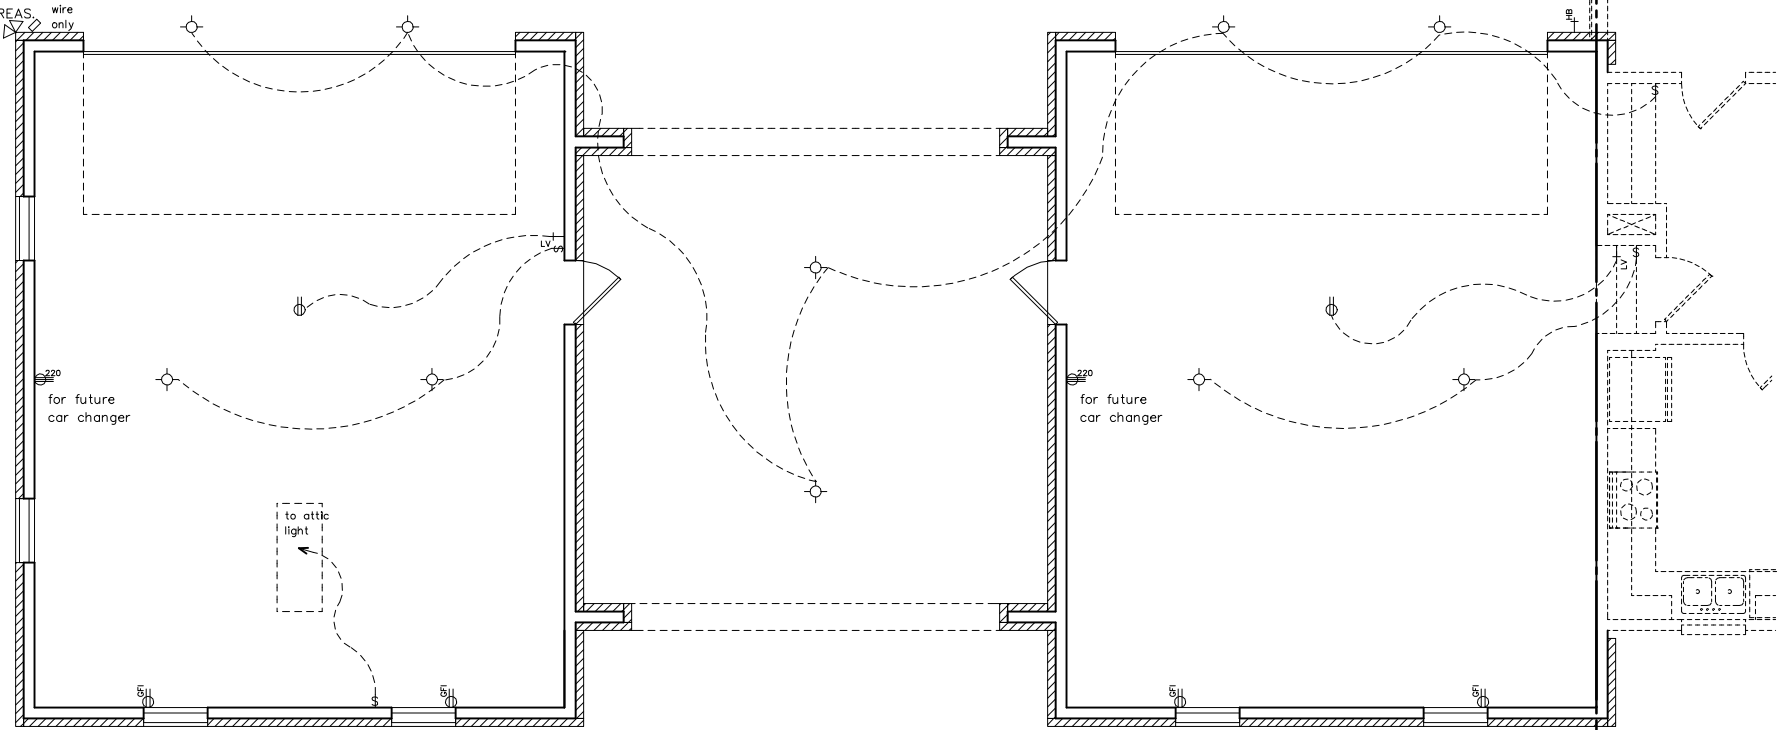 REAS.
wire
only
HB
S
LV
S
S
LV
220
for future
car changer
220
for future
car changer
to attic
light
GFI
S
GFI
GFI
GFI